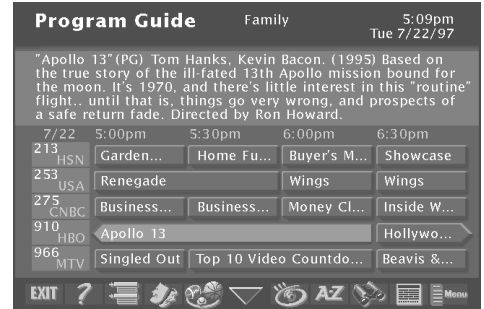 Program Guide Family 5:09pm
Tue 7/22/97
"Apollo 13"(PG) Tom Hanks, Kevin Bacon. (1995) Based on
the true story of the ill-fated 13th Apollo mission bound for
the moon. It's 1970, and there's little interest in this "routine"
flight.. until that is, things go very wrong, and prospects of
a safe return fade. Directed by Ron Howard.
7/22 5:00pm 5:30pm 6:00pm 6:30pm
213 HSN Garden... Home Fu... Buyer's M... Showcase
253 USA Renegade Wings Wings
275 CNBC Business... Business... Money Cl... Inside W...
910 HBO Apollo 13 Hollywo...
966 MTV Singled Out Top 10 Video Countdo... Beavis &...
EXIT ? A-Z Menu